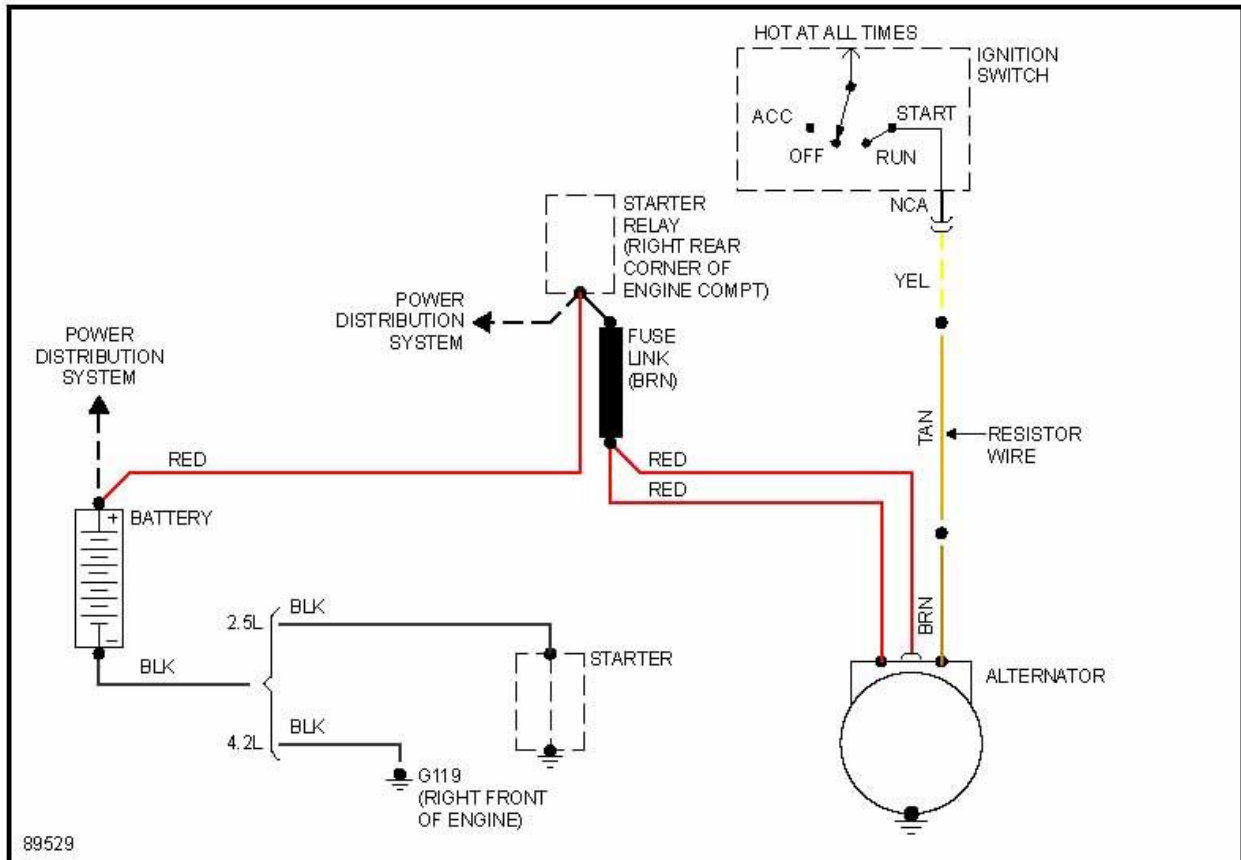 HOT AT ALL TIMES
IGNITION
SWITCH
ACC
START
OFF
RUN
NCA
YEL
STARTER
RELAY
(RIGHT REAR
CORNER OF
ENGINE COMPT)
POWER
DISTRIBUTION
SYSTEM
FUSE
LINK
(BRN)
POWER
DISTRIBUTION
SYSTEM
TAN
RESISTOR
WIRE
RED
RED
RED
+
BATTERY
−
BRN
2.5L
BLK
BLK
STARTER
ALTERNATOR
4.2L
BLK
G119
(RIGHT FRONT
OF ENGINE)
89529